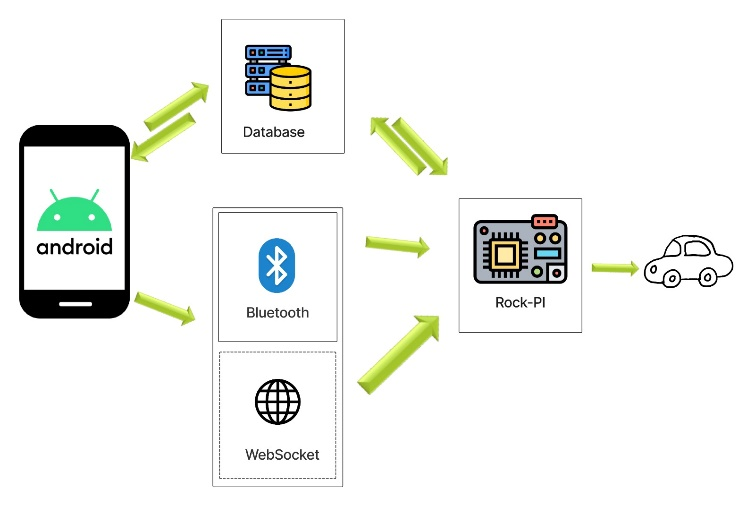 Database
android
Bluetooth
Rock-PI
WebSocket